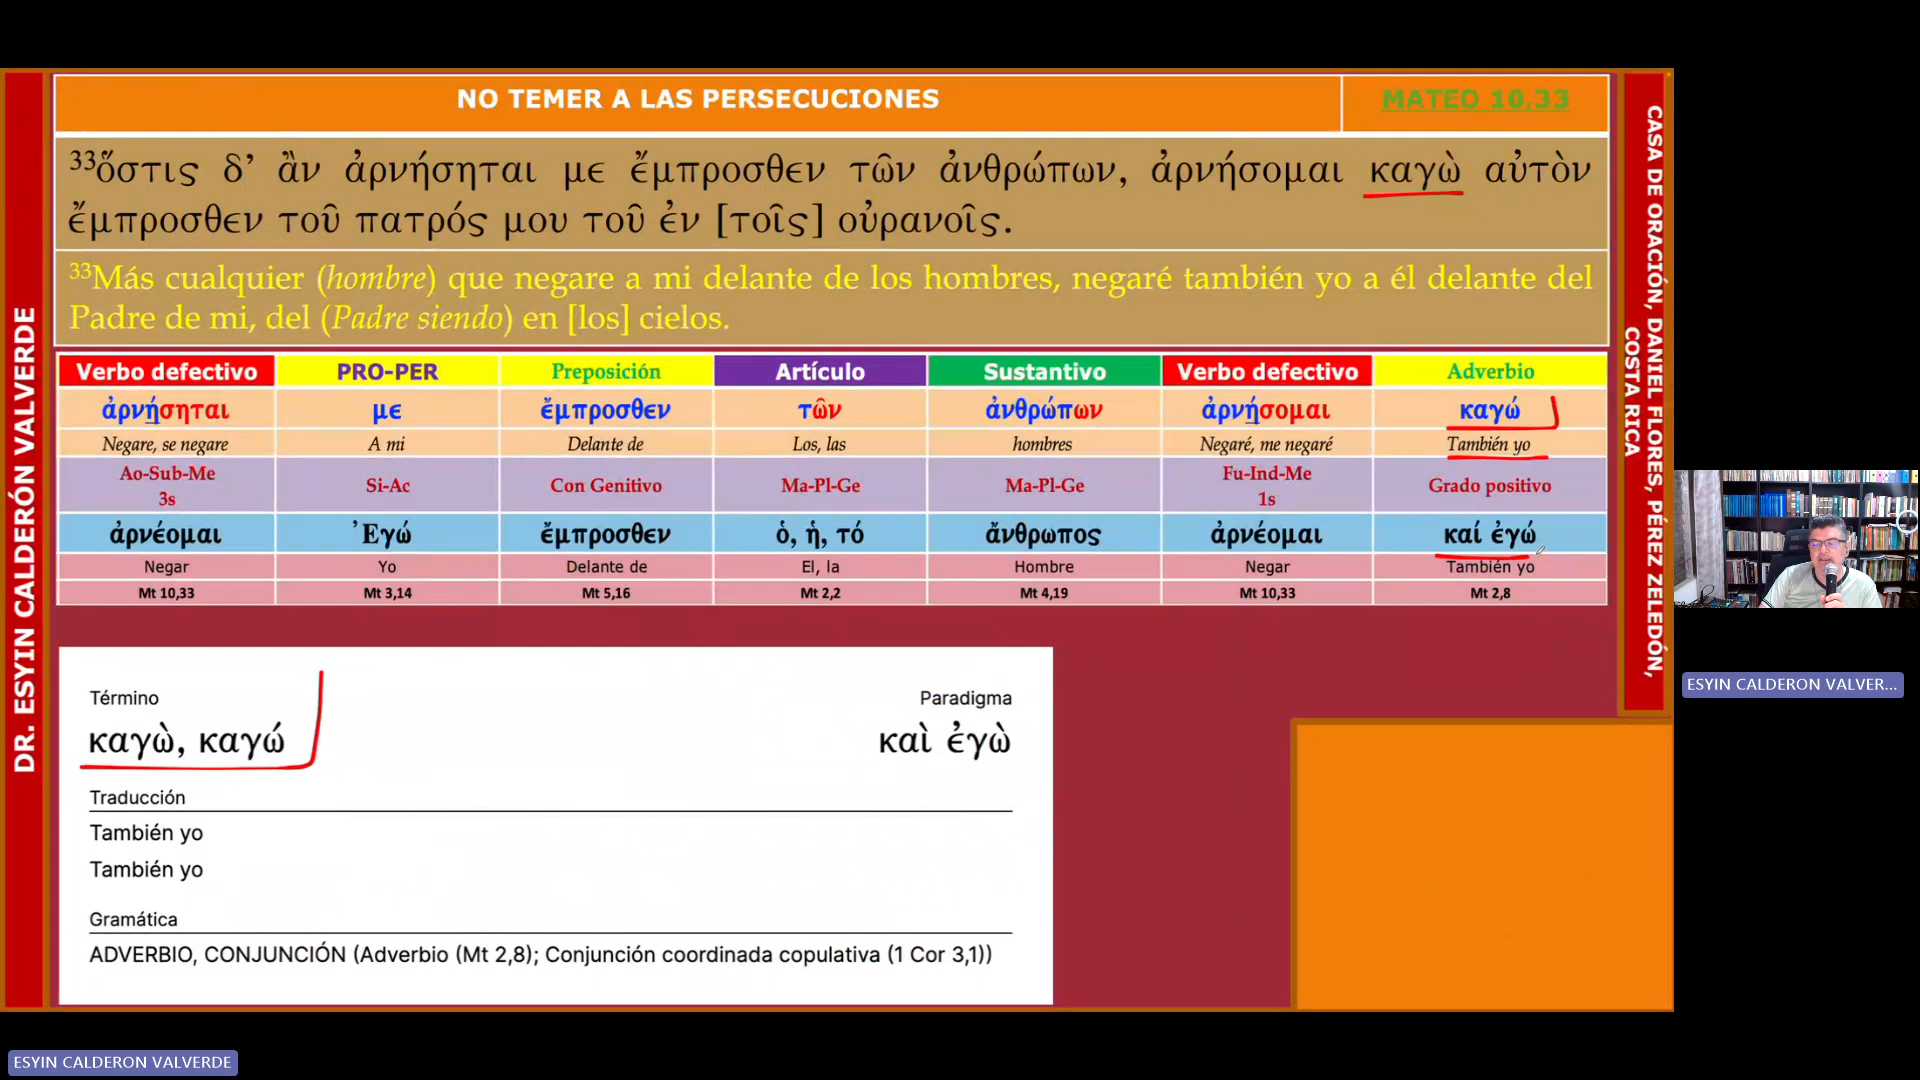 NO TEMER A LAS PERSECUCIONES
MATEO 10,33
³³ὅστις δ’ ἂν ἀρνήσηται με ἔμπροσθεν τῶν ἀνθρώπων, ἀρνήσομαι καγὼ αὐτὸν
ἔμπροσθεν τοῦ πατρός μου τοῦ ἐν [τοῖς] οὐρανοῖς.
³³Más cualquier (hombre) que negare a mi delante de los hombres, negaré también yo a él delante del
Padre de mi, del (Padre siendo) en [los] cielos.
Verbo defectivo PRO-PER Preposición Artículo Sustantivo Verbo defectivo Adverbio
ἀρνήσηται με ἔμπροσθεν τῶν ἀνθρώπων ἀρνήσομαι καγώ
Negare, se negare A mi Delante de Los, las hombres Negaré, me negaré También yo
Ao-Sub-Me 3s Si-Ac Con Genitivo Ma-Pl-Ge Ma-Pl-Ge Fu-Ind-Me 1s Grado positivo
ἀρνέομαι Ἐγώ ἔμπροσθεν ὁ, ἡ, τό ἄνθρωπος ἀρνέομαι καί ἐγώ
Negar Yo Delante de El, la Hombre Negar También yo
Mt 10,33 Mt 3,14 Mt 5,16 Mt 2,2 Mt 4,19 Mt 10,33 Mt 2,8
Término Paradigma
καγὼ, καγώ καὶ ἐγὼ
Traducción
También yo
También yo
Gramática
ADVERBIO, CONJUNCIÓN (Adverbio (Mt 2,8); Conjunción coordinada copulativa (1 Cor 3,1))
DR. ESYIN CALDERÓN VALVERDE
CASA DE ORACIÓN, DANIEL FLORES, PÉREZ ZELEDÓN,
COSTA RICA
ESYIN CALDERON VALVER...
ESYIN CALDERON VALVERDE